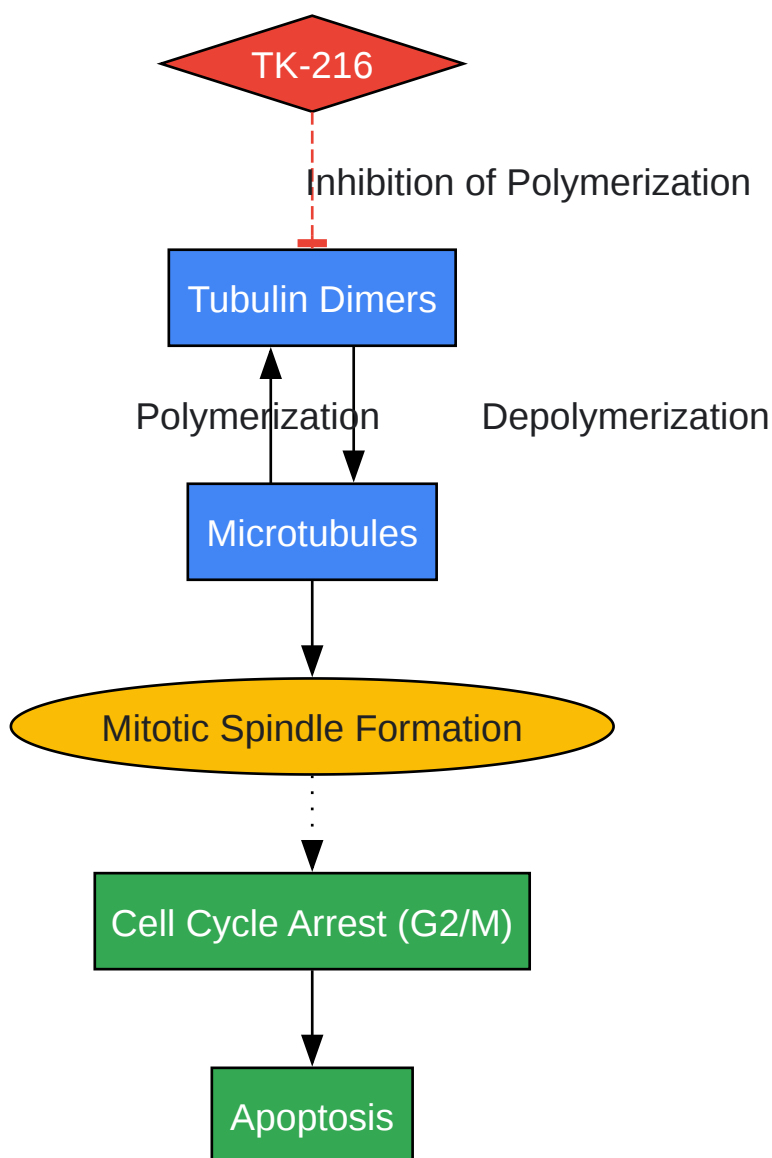 TK-216
Inhibition of Polymerization
Tubulin Dimers
Polymerization
Depolymerization
Microtubules
Mitotic Spindle Formation
Cell Cycle Arrest (G2/M)
Apoptosis